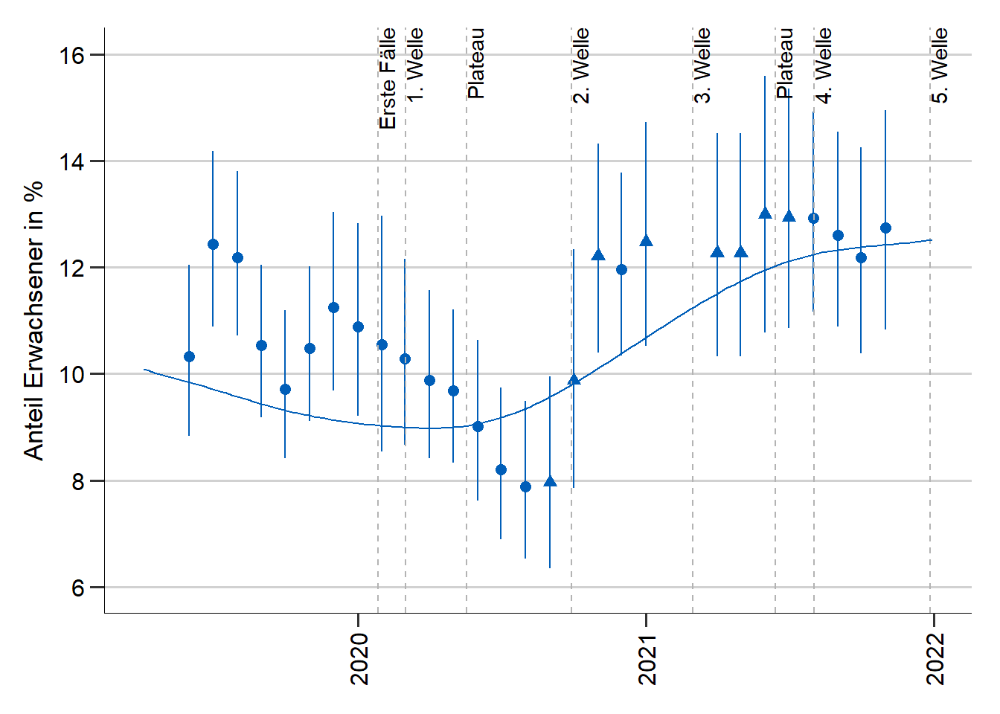 Erste Fälle
1. Welle
Plateau
2. Welle
3. Welle
Plateau
4. Welle
5. Welle
Anteil Erwachsener in %
16
14
12
10
8
6
2020
2021
2022